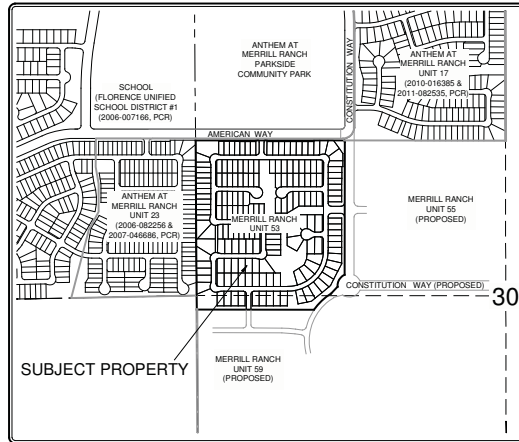 ANTHEM AT
MERRILL RANCH
PARKSIDE
COMMUNITY PARK
CONSTITUTION WAY
ANTHEM AT
MERRILL RANCH
UNIT 17
(2010-016385 &
2011-082535, PCR)
SCHOOL
(FLORENCE UNIFIED
SCHOOL DISTRICT #1
(2006-007166, PCR)
AMERICAN WAY
ANTHEM AT
MERRILL RANCH
UNIT 23
(2006-082256 &
2007-046686, PCR)
MERRILL RANCH
UNIT 53
MERRILL RANCH
UNIT 55
(PROPOSED)
CONSTITUTION WAY (PROPOSED)
30
SUBJECT PROPERTY
MERRILL RANCH
UNIT 59
(PROPOSED)